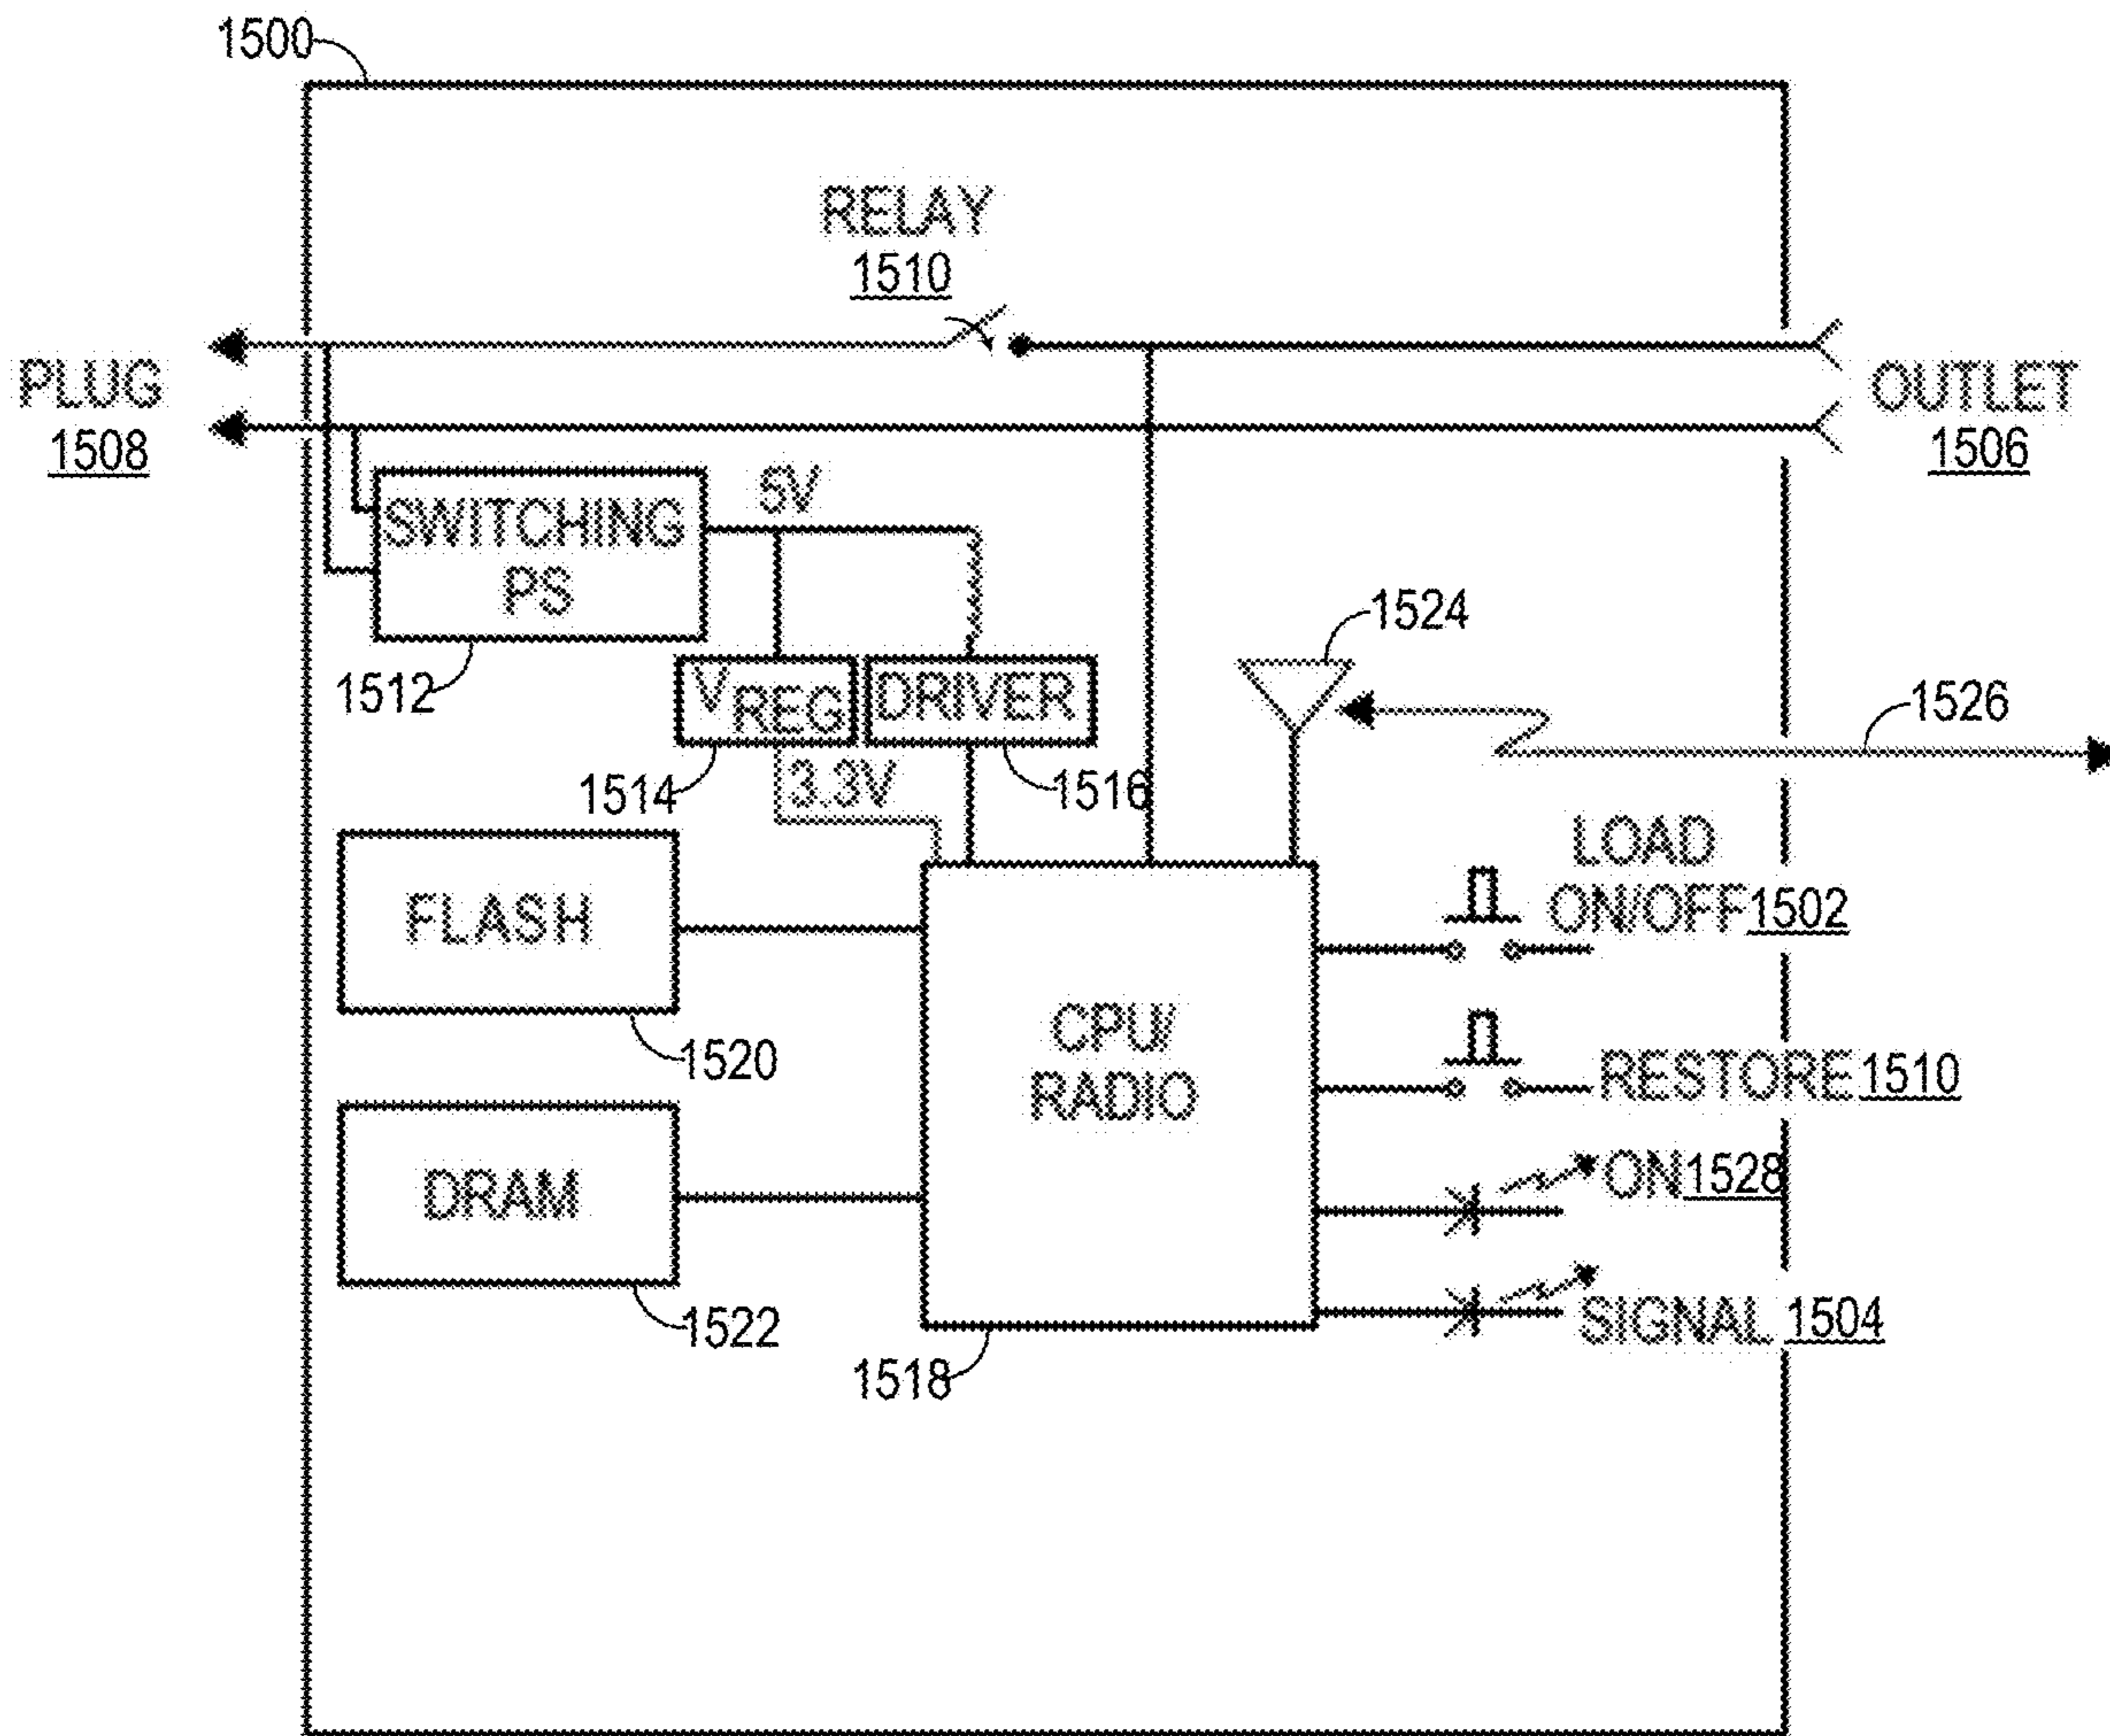 1500
RELAY
1510
PLUG
1508
OUTLET
1506
5V
SWITCHING
PS
1512
1524
VREG
DRIVER
1526
1514
3.3V
1516
LOAD
ON/OFF 1502
FLASH
1520
CPU/
RADIO
RESTORE 1510
DRAM
1522
ON 1528
SIGNAL 1504
1518